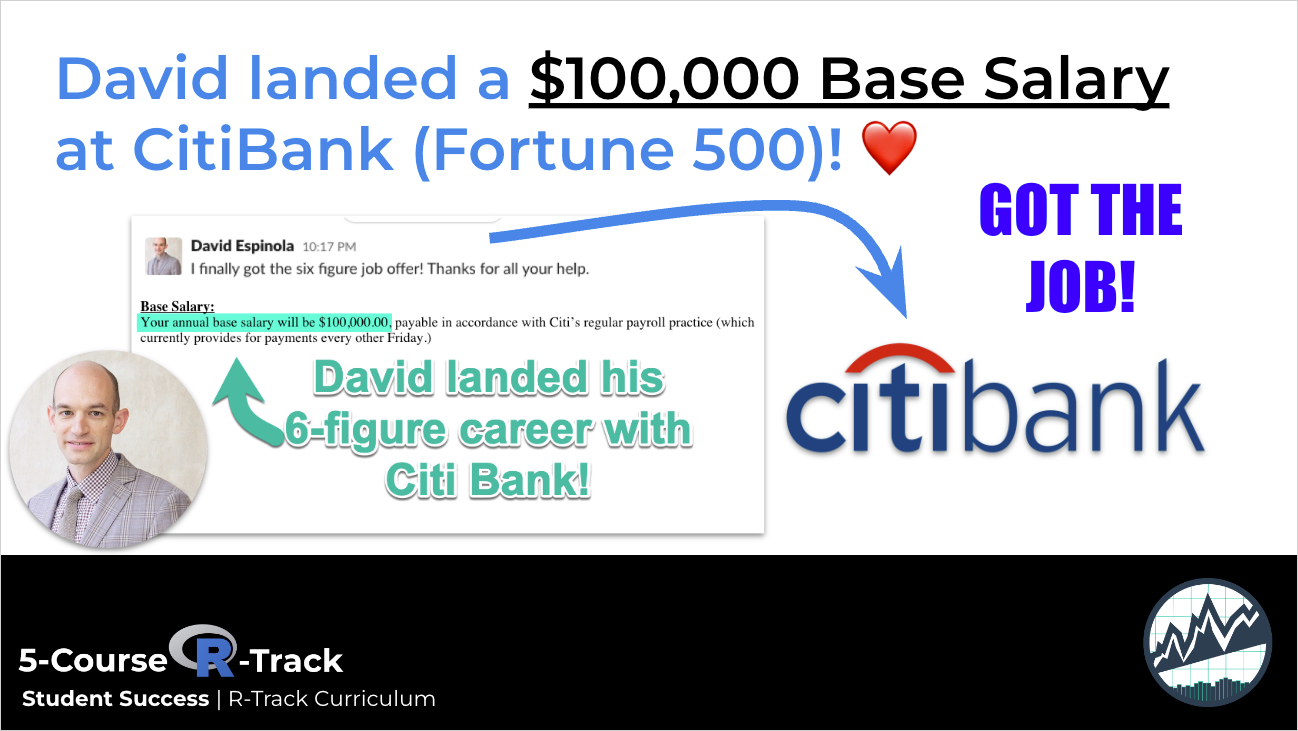 David landed a $100,000 Base Salary
at CitiBank (Fortune 500)! ❤️
GOT THE
JOB!
David Espinola 10:17 PM
I finally got the six figure job offer! Thanks for all your help.
Base Salary:
Your annual base salary will be $100,000.00, payable in accordance with Citi's regular payroll practice (which
currently provides for payments every other Friday.)
David landed his
6-figure career with
Citi Bank!
citibank
5-Course R-Track
Student Success | R-Track Curriculum